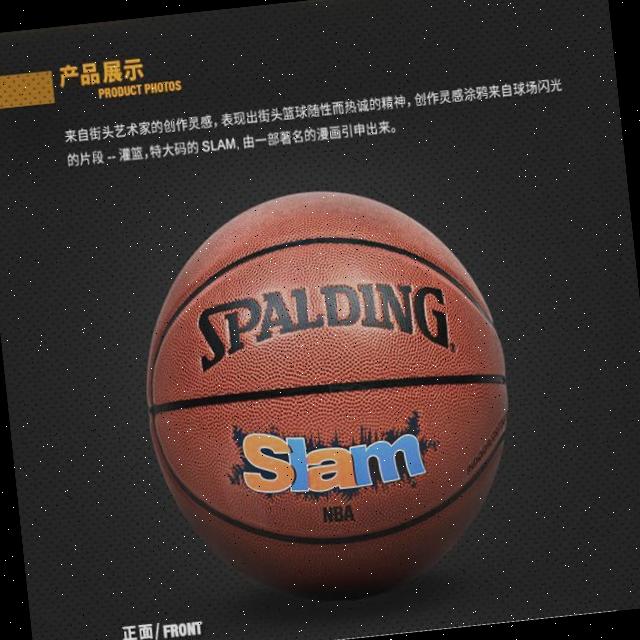 产品展示
PRODUCT PHOTOS
来自街头艺术家的创作灵感，表现出街头篮球随性而热诚的精神，创作灵感涂鸦来自球场闪光
的片段 -- 灌篮，特大码的 SLAM, 由一部著名的漫画引申出来。
SPALDING
Slam
NBA
正面 / FRONT